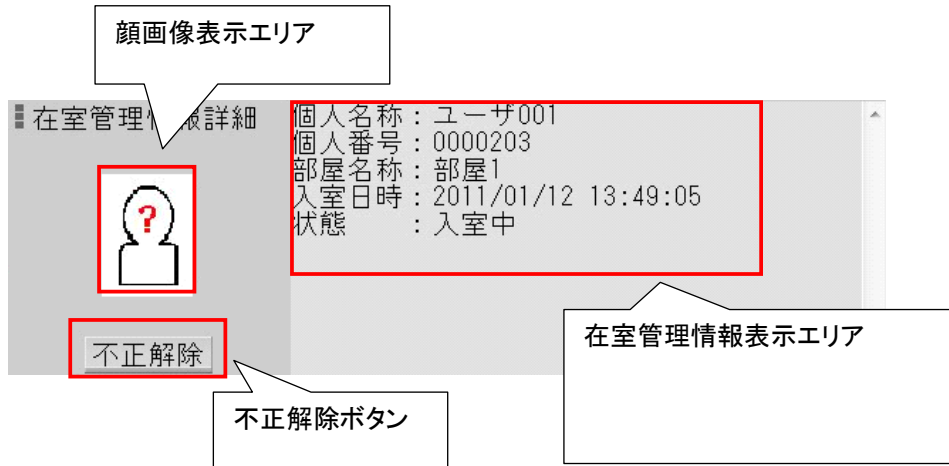 顔画像表示エリア
在室管理情報詳細
個人名称：ユーザ001
個人番号：0000203
部屋名称：部屋1
入室日時：2011/01/12 13:49:05
状態　　：入室中
?
不正解除
在室管理情報表示エリア
不正解除ボタン